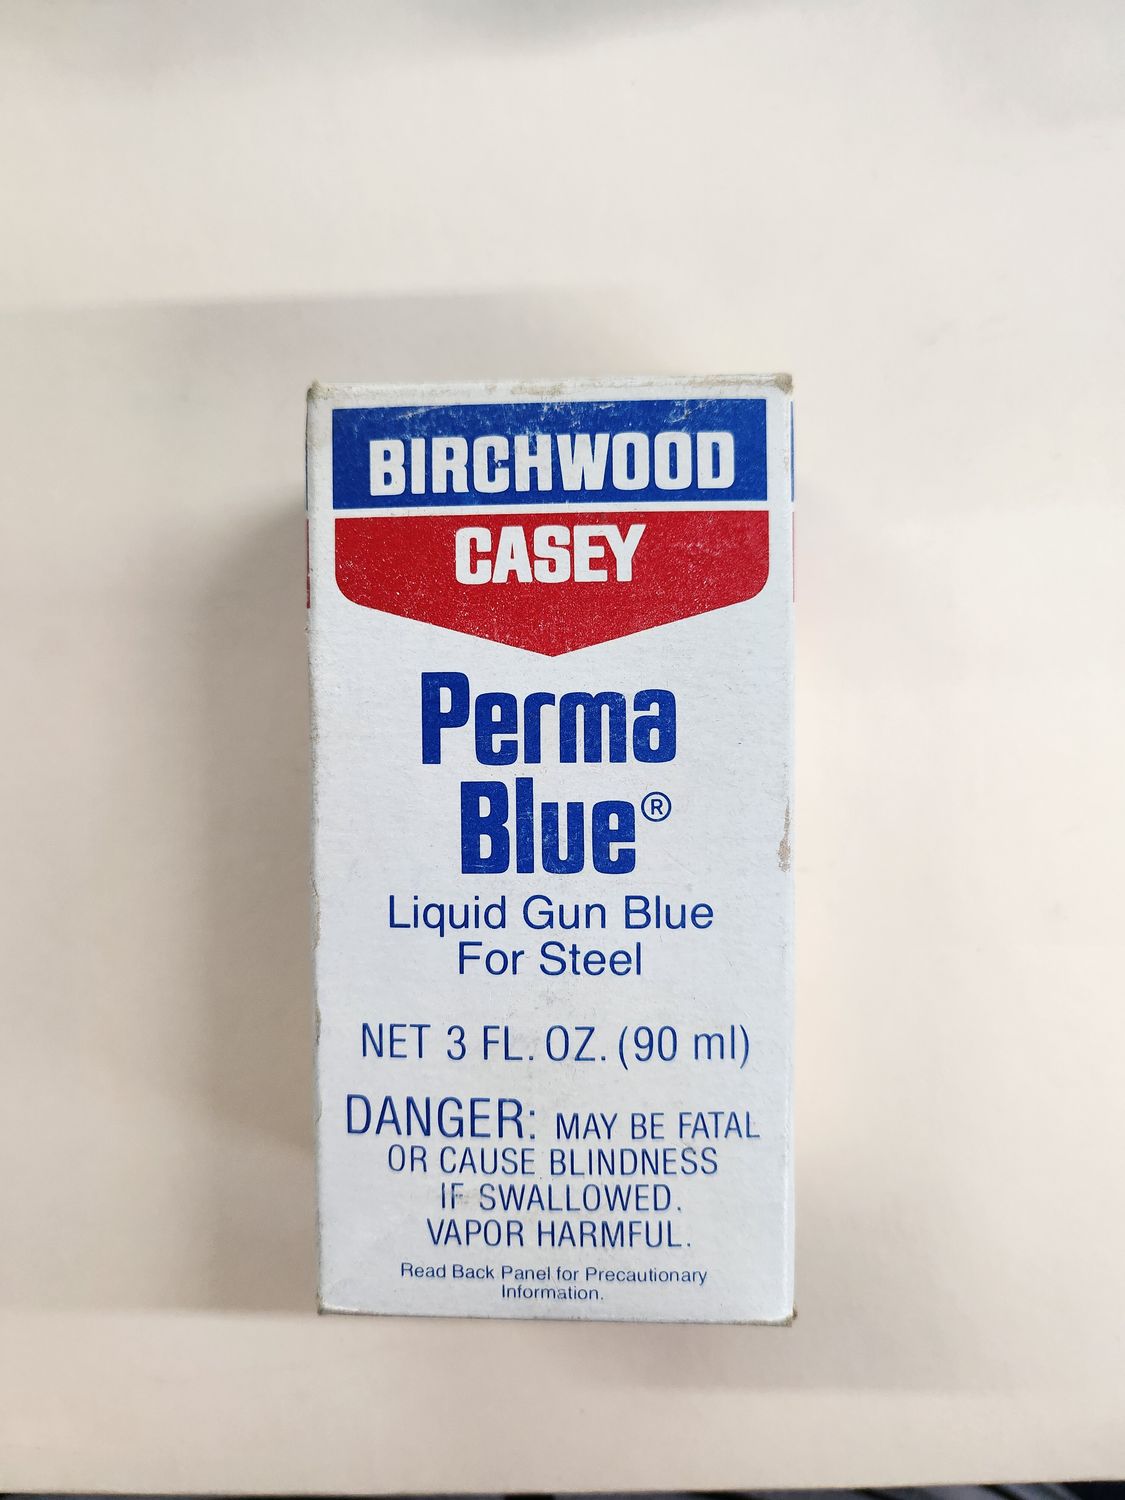 BIRCHWOOD
CASEY
Perma
Blue®
Liquid Gun Blue
For Steel
NET 3 FL. OZ. (90 ml)
DANGER: MAY BE FATAL
OR CAUSE BLINDNESS
IF SWALLOWED.
VAPOR HARMFUL.
Read Back Panel for Precautionary
Information.